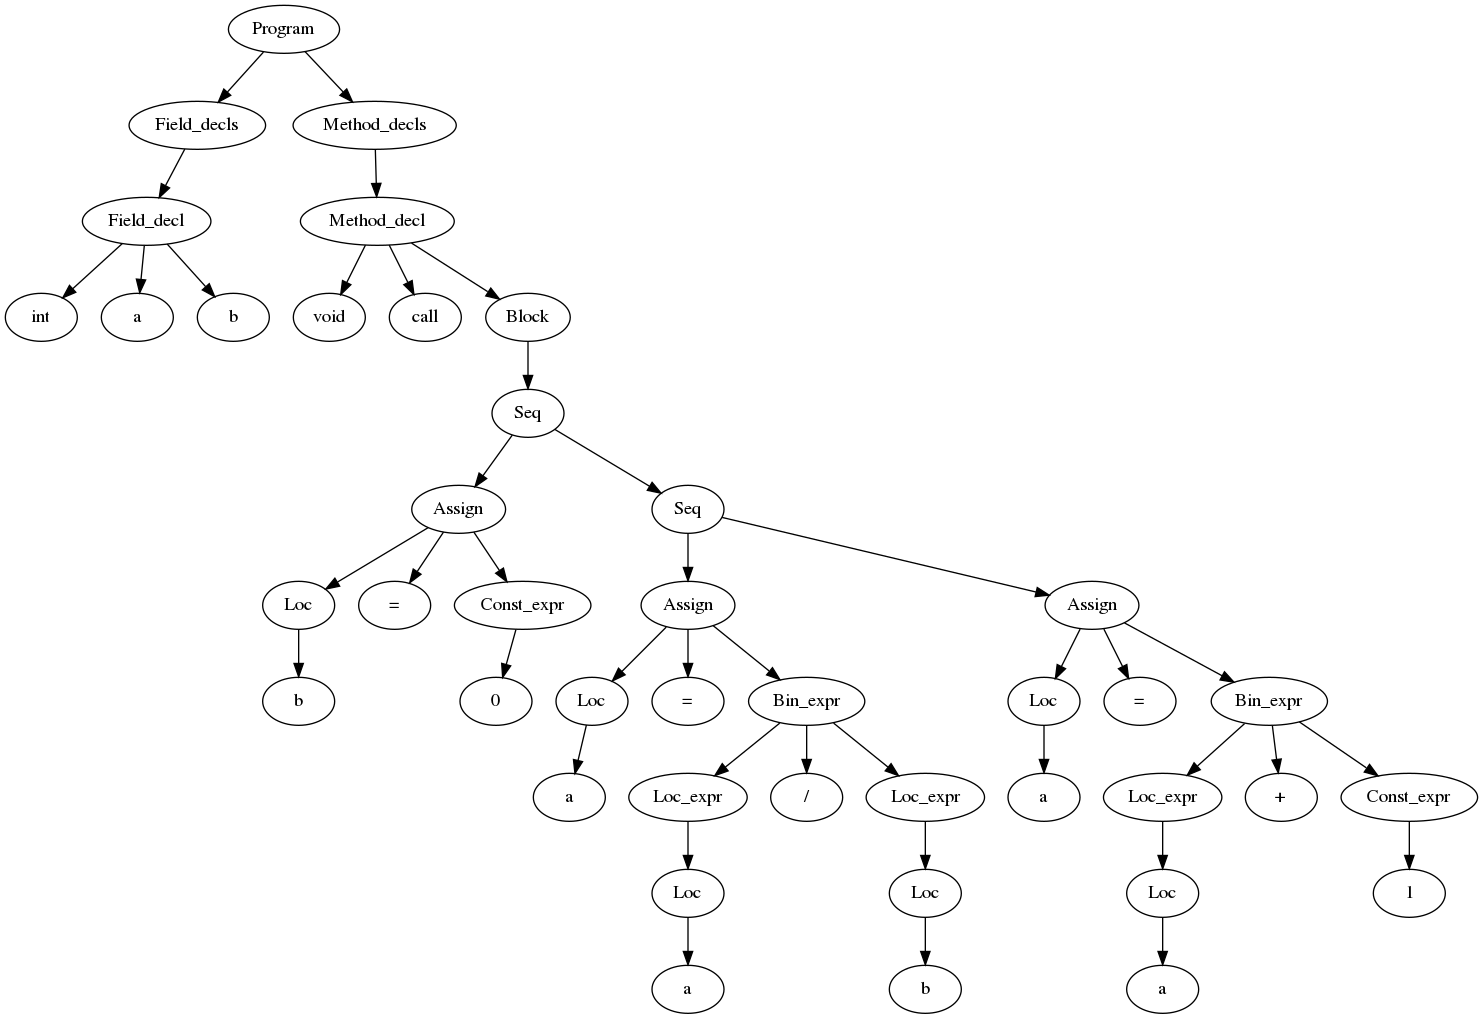 Program
Field_decls
Method_decls
Field_decl
Method_decl
int
a
b
void
call
Block
Seq
Assign
Seq
Loc
=
Const_expr
Assign
Assign
b
0
Loc
=
Bin_expr
Loc
=
Bin_expr
a
Loc_expr
/
Loc_expr
a
Loc_expr
+
Const_expr
Loc
Loc
Loc
1
a
b
a